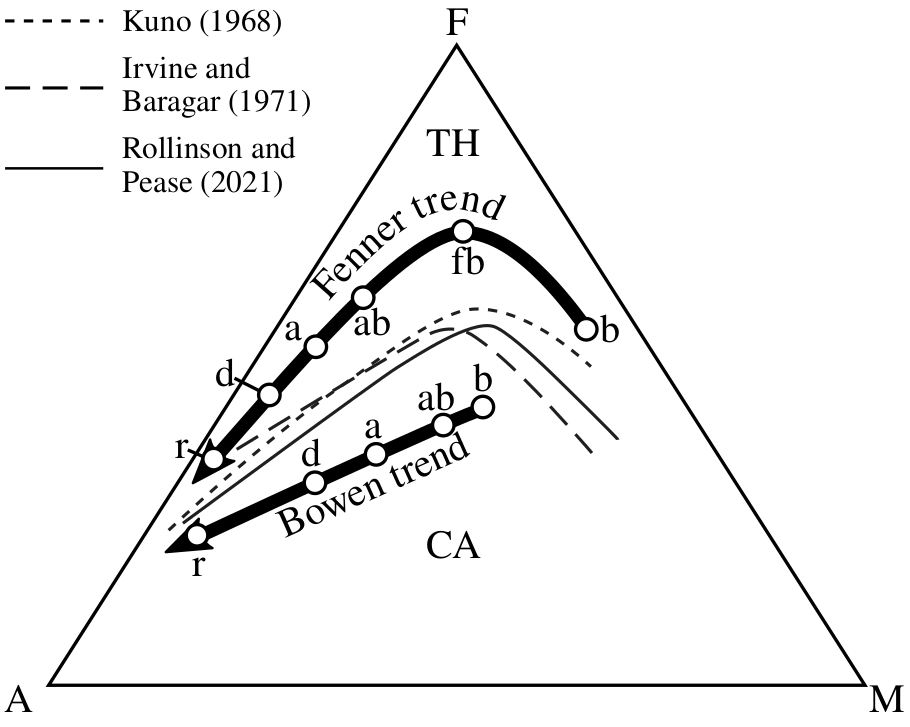 Kuno (1968)
Irvine and
Baragar (1971)
Rollinson and
Pease (2021)
F
TH
Fenner trend
fb
b
ab
a
d
r
b
ab
a
d
Bowen trend
r
CA
A
M